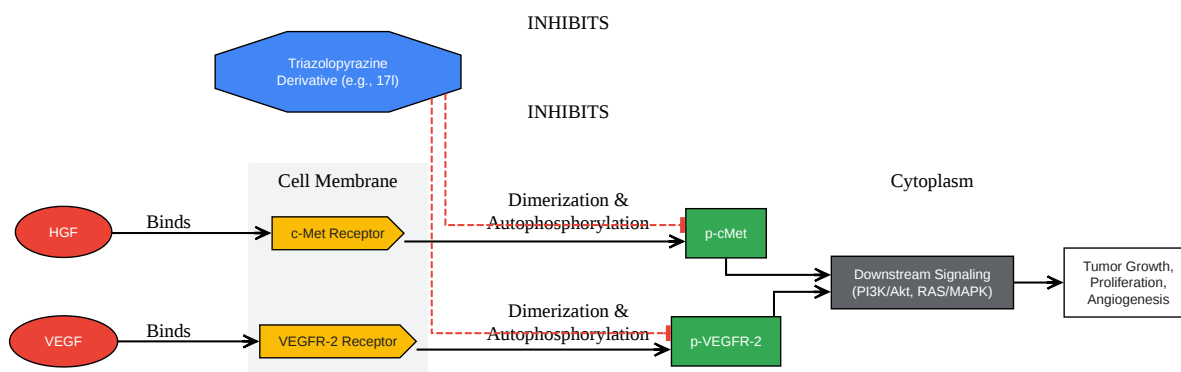 INHIBITS
Triazolopyrazine
Derivative (e.g., 17l)
INHIBITS
Cell Membrane
Cytoplasm
Dimerization &
Autophosphorylation
Binds
HGF
c-Met Receptor
p-cMet
Downstream Signaling
(PI3K/Akt, RAS/MAPK)
Tumor Growth,
Proliferation,
Angiogenesis
Dimerization &
Autophosphorylation
Binds
VEGF
VEGFR-2 Receptor
p-VEGFR-2